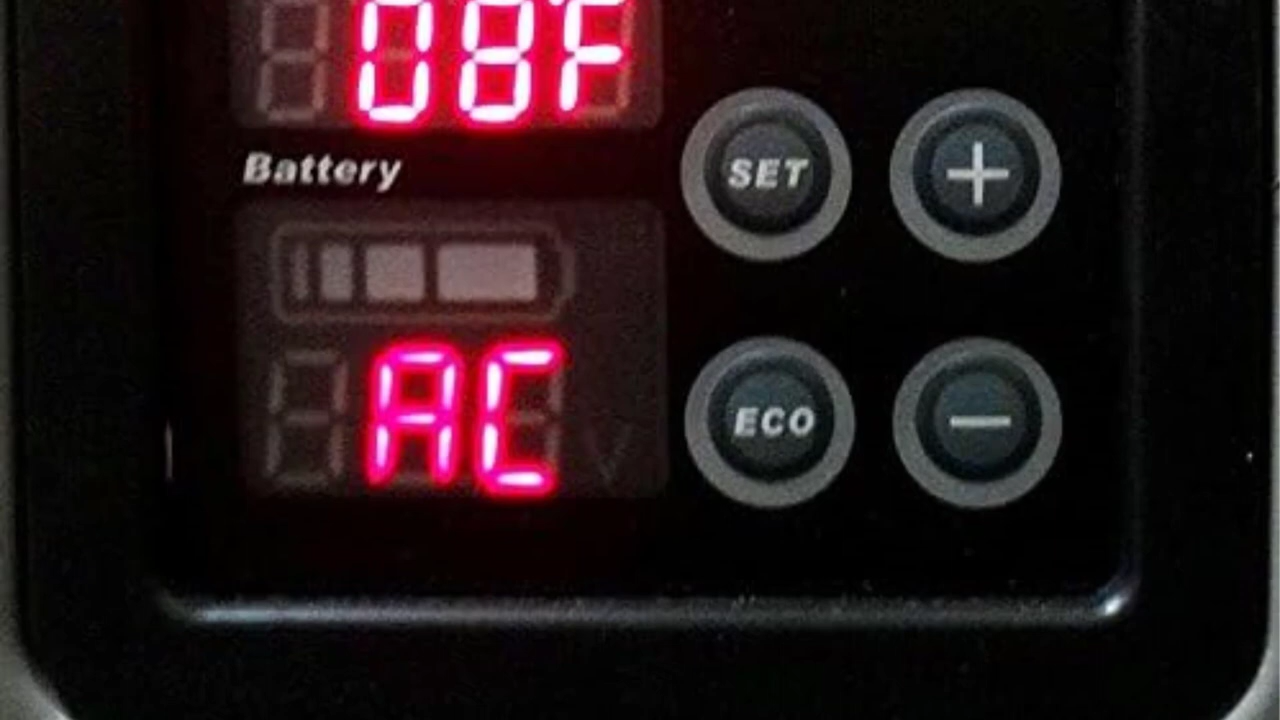 08F
Battery
SET +
AC
ECO −
V